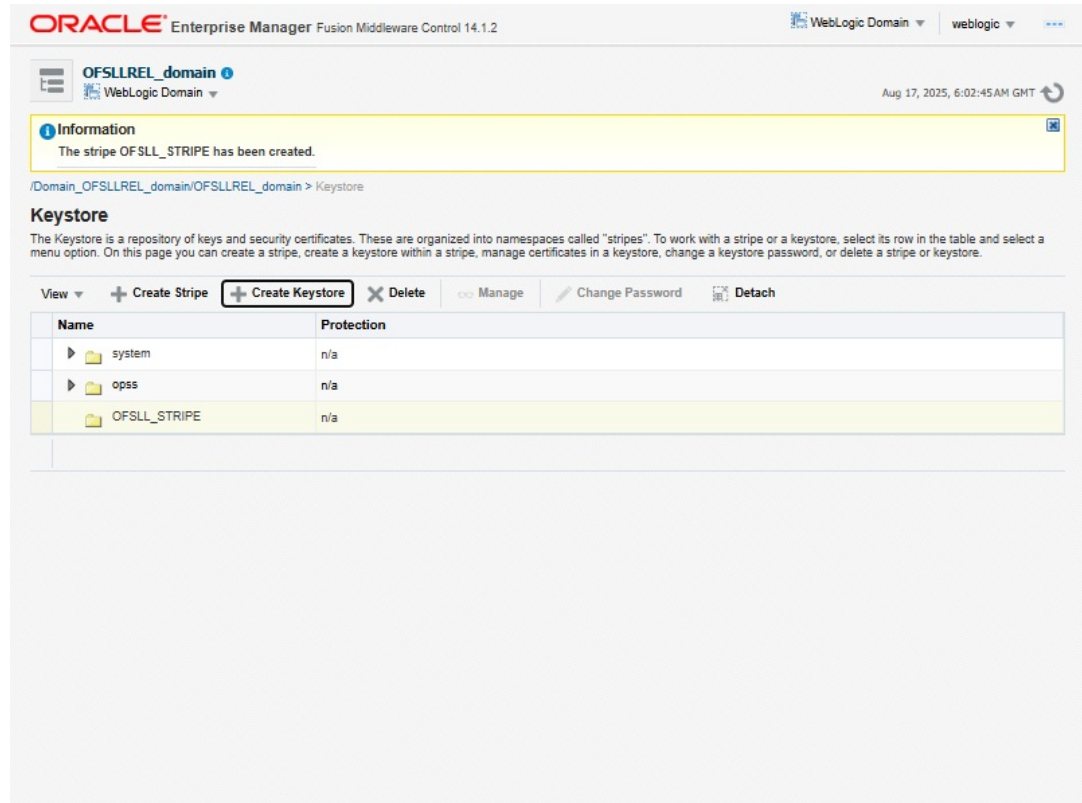 ORACLE Enterprise Manager Fusion Middleware Control 14.1.2
WebLogic Domain weblogic
OFSLLREL_domain
WebLogic Domain
Aug 17, 2025, 6:02:45 AM GMT
Information
The stripe OFSLL_STRIPE has been created.
/Domain_OFSLLREL_domain/OFSLLREL_domain > Keystore
Keystore
The Keystore is a repository of keys and security certificates. These are organized into namespaces called "stripes". To work with a stripe or a keystore, select its row in the table and select a
menu option. On this page you can create a stripe, create a keystore within a stripe, manage certificates in a keystore, change a keystore password, or delete a stripe or keystore.
View Create Stripe Create Keystore Delete Manage Change Password Detach
Name Protection
system n/a
opss n/a
OFSLL_STRIPE n/a